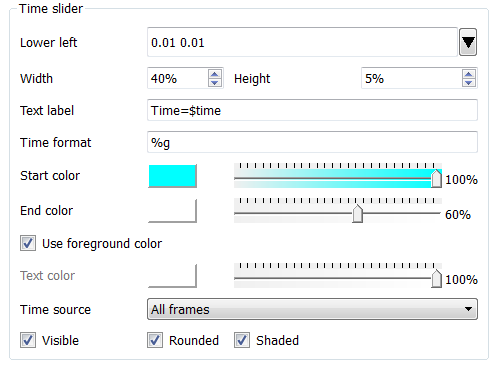 Time slider
Lower left 0.01 0.01
Width 40% Height 5%
Text label Time=$time
Time format %g
Start color 100%
End color 60%
Use foreground color
Text color 100%
Time source All frames
Visible Rounded Shaded